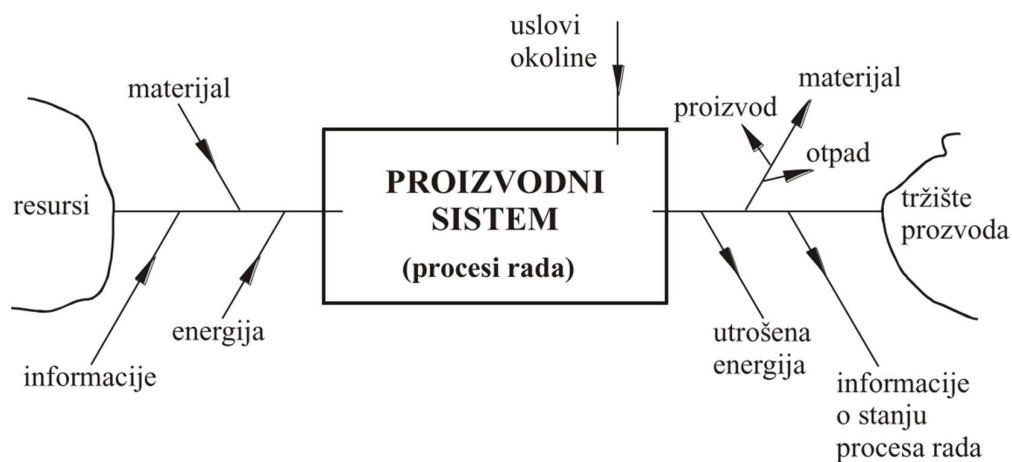 uslovi
okoline
materijal
materijal
proizvod
otpad
resursi
PROIZVODNI
SISTEM
(procesi rada)
tržište
prozvoda
energija
informacije
utrošena
energija
informacije
o stanju
procesa rada